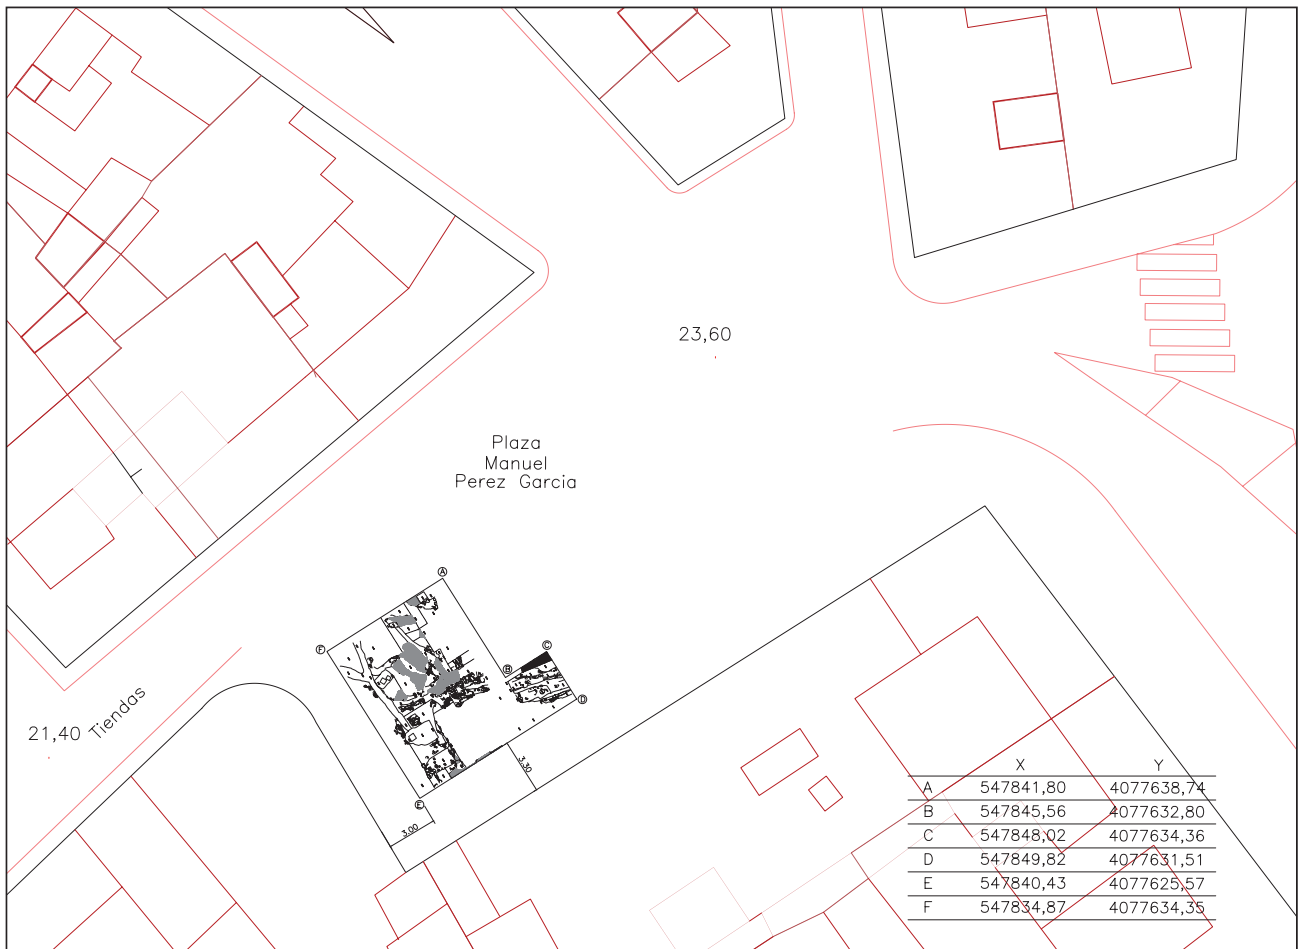 23,60
Plaza
Manuel
Perez Garcia
A
F
C
B
D
E
3.30
3.00
21,40 Tiendas
X Y
A 547841,80 4077638,74
B 547845,56 4077632,80
C 547848,02 4077634,36
D 547849,82 4077631,51
E 547840,43 4077625,57
F 547834,87 4077634,35